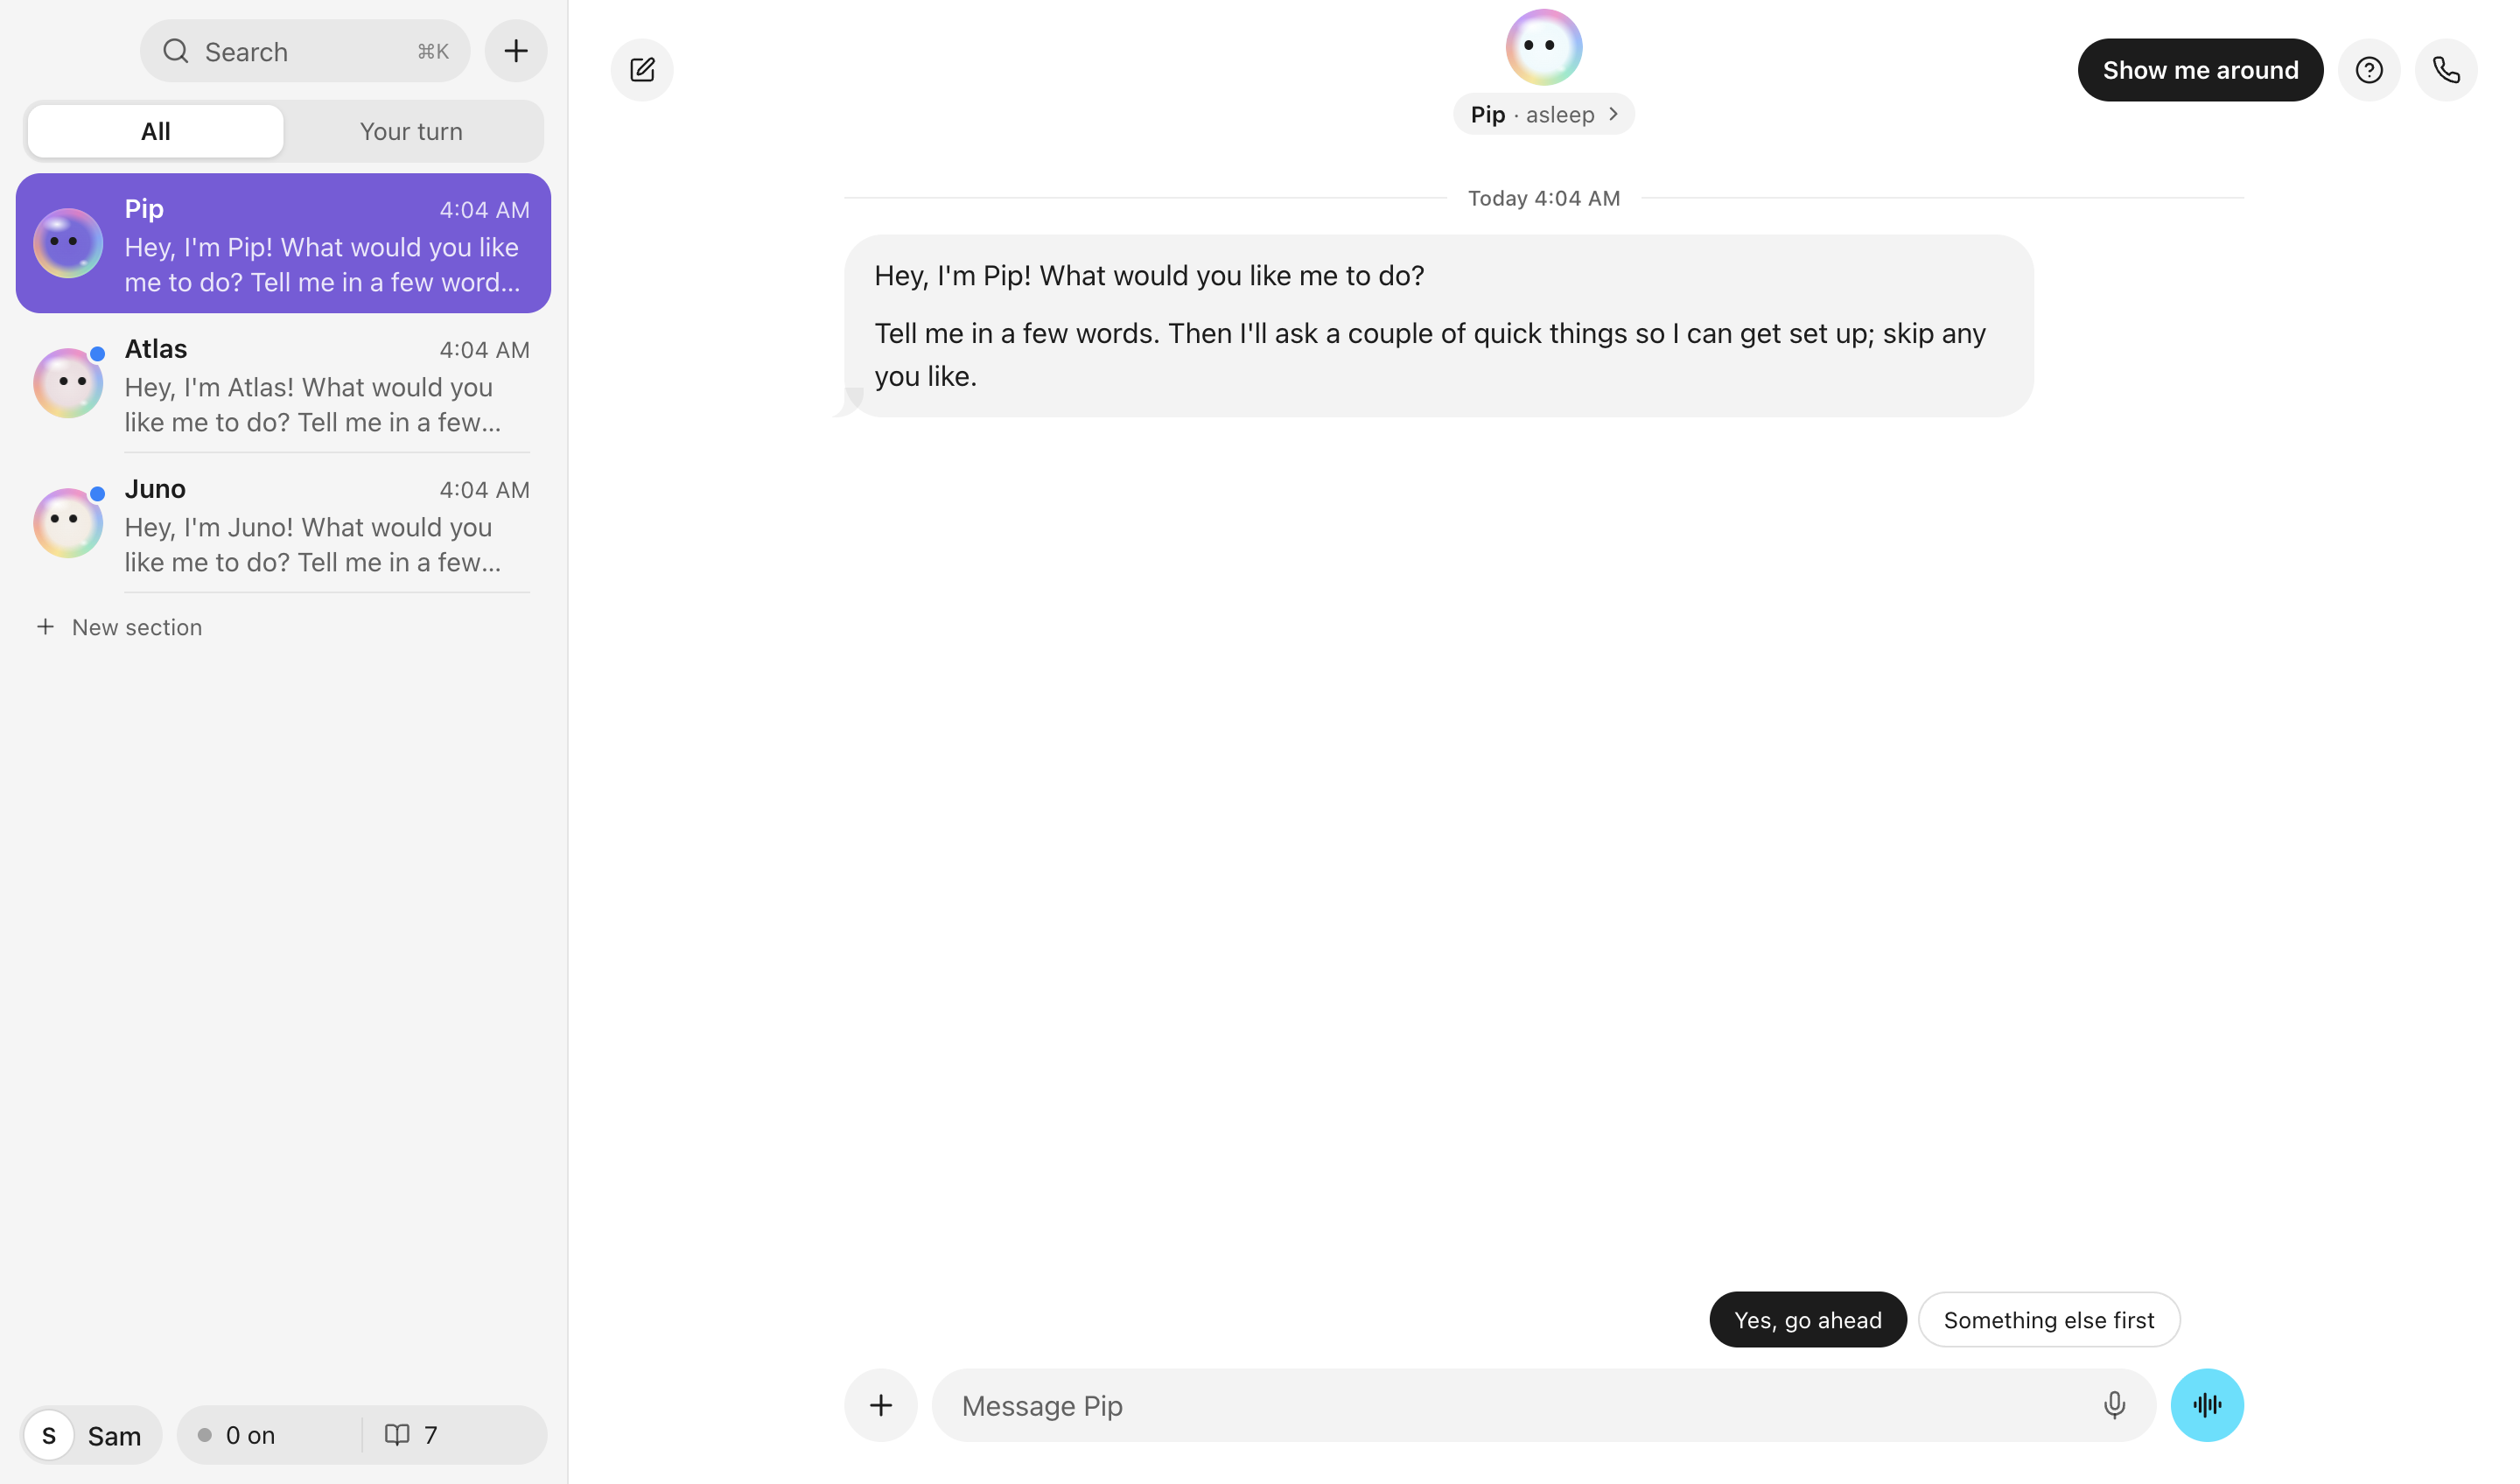 Search ⌘K
All Your turn
Pip 4:04 AM
Hey, I'm Pip! What would you like
me to do? Tell me in a few word...
Atlas 4:04 AM
Hey, I'm Atlas! What would you
like me to do? Tell me in a few...
Juno 4:04 AM
Hey, I'm Juno! What would you
like me to do? Tell me in a few...
New section
S Sam 0 on 7
Pip · asleep
Show me around
Today 4:04 AM
Hey, I'm Pip! What would you like me to do?
Tell me in a few words. Then I'll ask a couple of quick things so I can get set up; skip any
you like.
Yes, go ahead Something else first
Message Pip